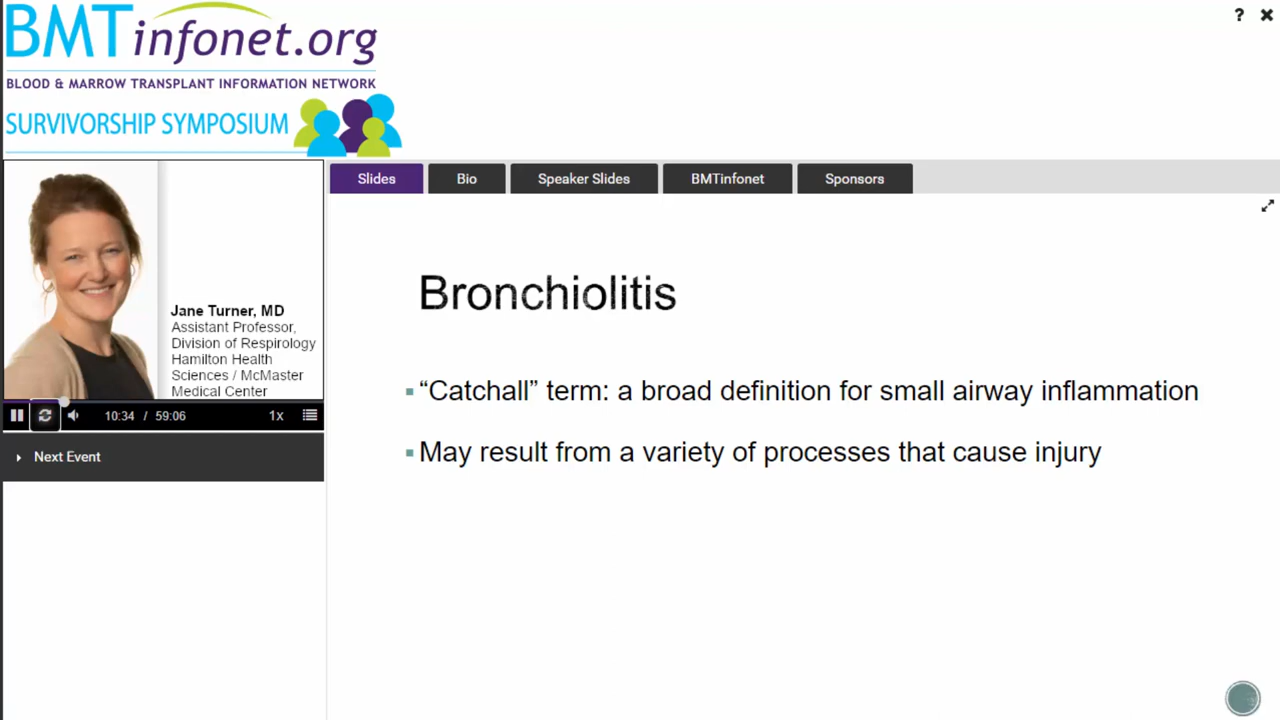 BMTinfonet.org
BLOOD & MARROW TRANSPLANT INFORMATION NETWORK
SURVIVORSHIP SYMPOSIUM
?
Jane Turner, MD
Assistant Professor,
Division of Respirology
Hamilton Health
Sciences / McMaster
Medical Center
10:34 / 59:06
1x
Next Event
Slides
Bio
Speaker Slides
BMTinfonet
Sponsors
Bronchiolitis
“Catchall” term: a broad definition for small airway inflammation
May result from a variety of processes that cause injury